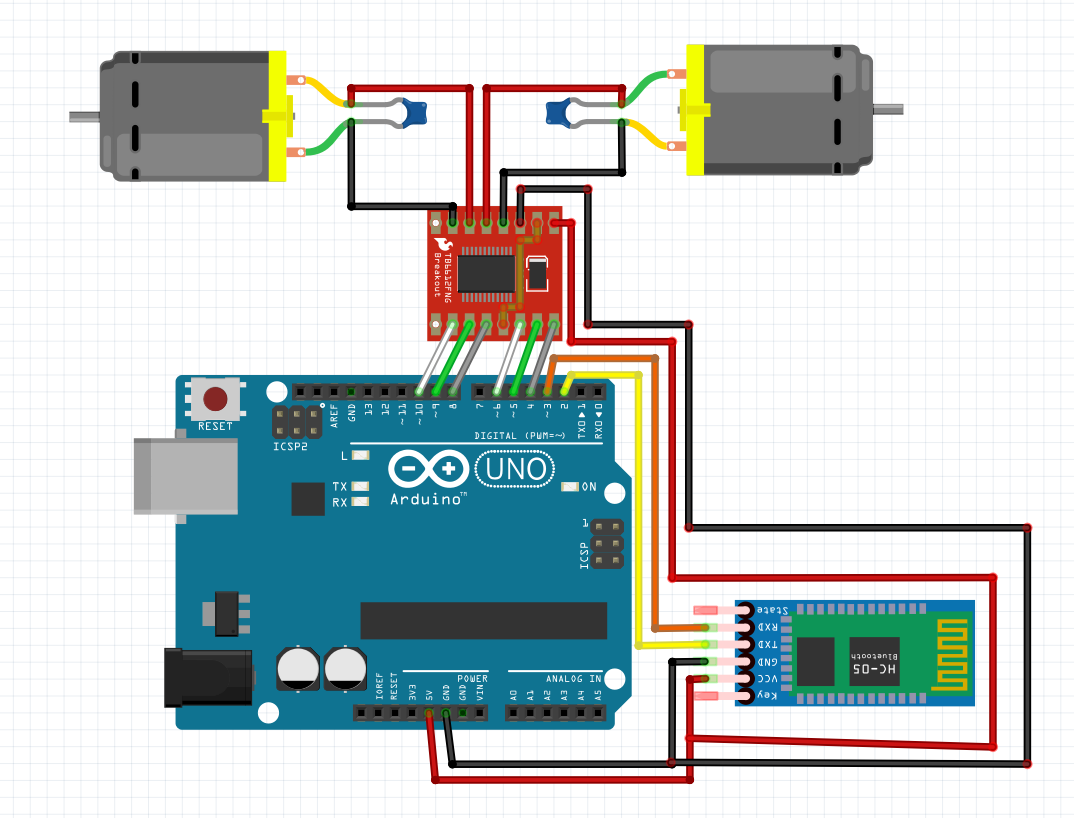 TB6612FNG
Breakout
RESET
ICSP2
AREF
GND
13
12
~11
~10
~9
8
7
~6
~5
4
~3
2
TXD▶1
RXD◀0
DIGITAL (PWM=~)
L
TX
RX
UNO
Arduino™
ON
1
ICSP
State
RXD
TXD
GND
VCC
Key
HC-05
Bluetooth
POWER
ANALOG IN
IOREF
RESET
3V3
5V
GND
GND
VIN
A0
A1
A2
A3
A4
A5